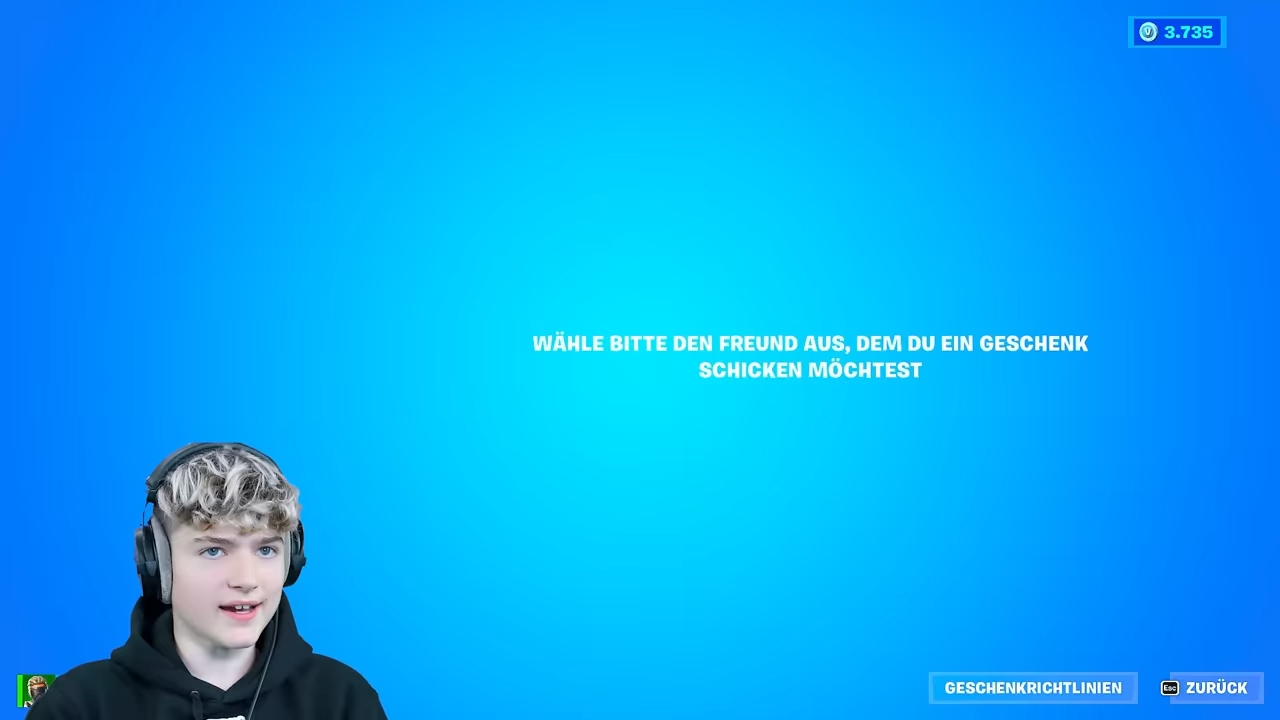 3.735
WÄHLE BITTE DEN FREUND AUS, DEM DU EIN GESCHENK
SCHICKEN MÖCHTEST
GESCHENKRICHTLINIEN
Esc ZURÜCK